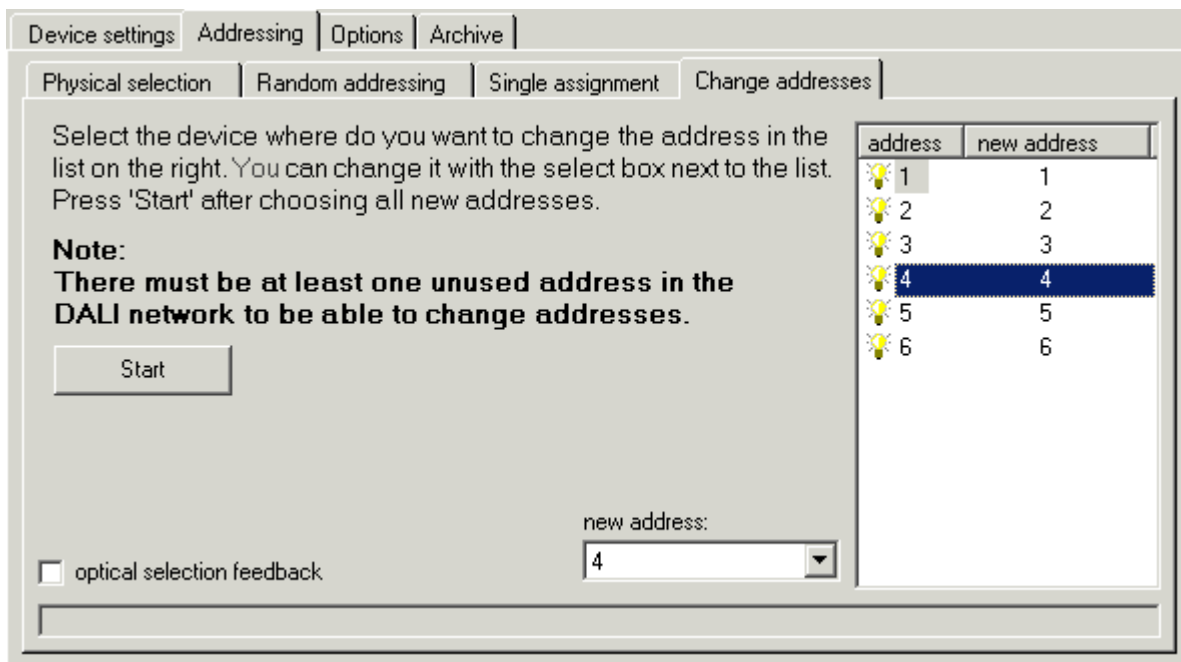 Device settings Addressing Options Archive
Physical selection Random addressing Single assignment Change addresses
Select the device where do you want to change the address in the
list on the right. You can change it with the select box next to the list.
Press 'Start' after choosing all new addresses.
Note:
There must be at least one unused address in the
DALI network to be able to change addresses.
Start
address new address
1 1
2 2
3 3
4 4
5 5
6 6
new address:
4
optical selection feedback